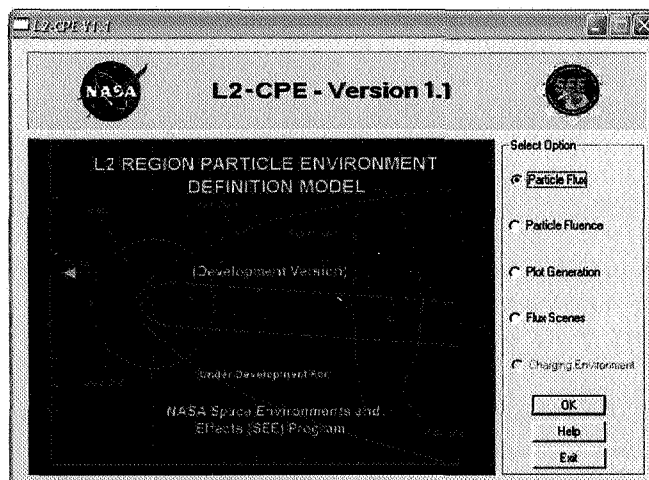 L2-CPE V1.1
NASA
L2-CPE - Version 1.1
L2 REGION PARTICLE ENVIRONMENT
DEFINITION MODEL
(Development Version)
Under Development For:
NASA Space Environments and
Effects (SEE) Program
Select Option
Particle Flux
Particle Fluence
Plot Generation
Flux Scenes
Charging Environment
OK
Help
Exit